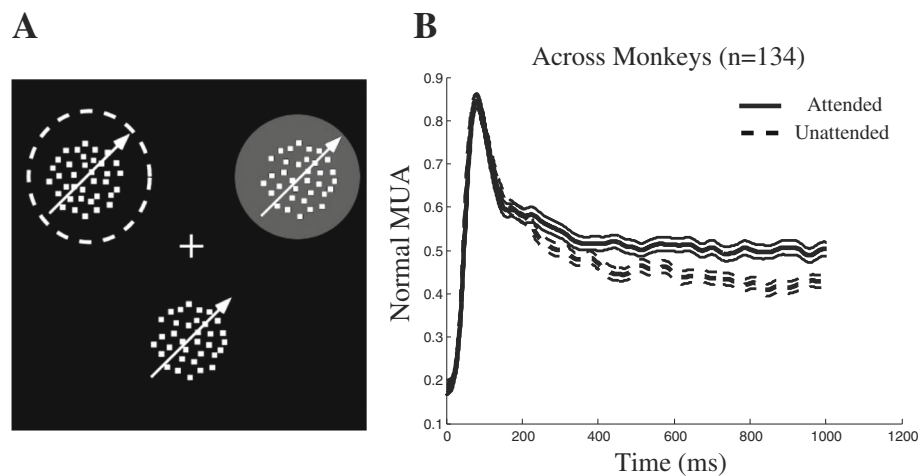 A
B
Across Monkeys (n=134)
Attended
Unattended
Normal MUA
0.9
0.8
0.7
0.6
0.5
0.4
0.3
0.2
0.1
0
200
400
600
800
1000
1200
Time (ms)